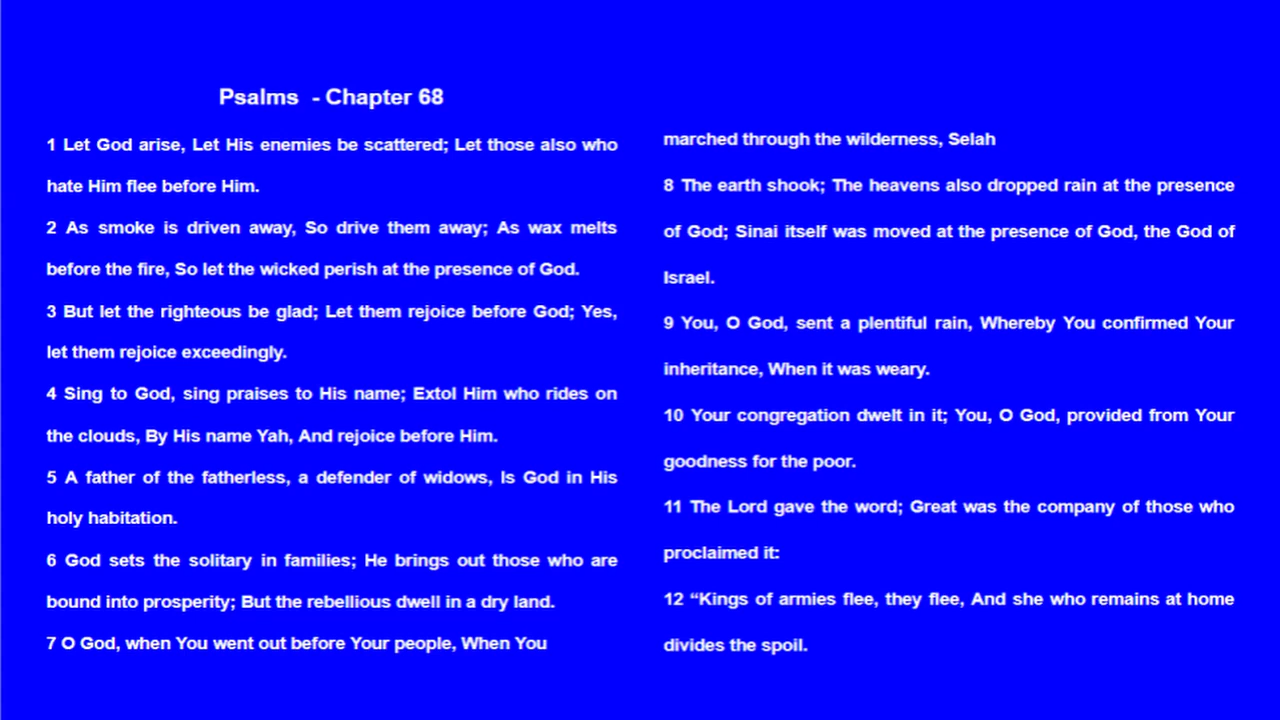 Psalms - Chapter 68
1 Let God arise, Let His enemies be scattered; Let those also who
hate Him flee before Him.
2 As smoke is driven away, So drive them away; As wax melts
before the fire, So let the wicked perish at the presence of God.
3 But let the righteous be glad; Let them rejoice before God; Yes,
let them rejoice exceedingly.
4 Sing to God, sing praises to His name; Extol Him who rides on
the clouds, By His name Yah, And rejoice before Him.
5 A father of the fatherless, a defender of widows, Is God in His
holy habitation.
6 God sets the solitary in families; He brings out those who are
bound into prosperity; But the rebellious dwell in a dry land.
7 O God, when You went out before Your people, When You
marched through the wilderness, Selah
8 The earth shook; The heavens also dropped rain at the presence
of God; Sinai itself was moved at the presence of God, the God of
Israel.
9 You, O God, sent a plentiful rain, Whereby You confirmed Your
inheritance, When it was weary.
10 Your congregation dwelt in it; You, O God, provided from Your
goodness for the poor.
11 The Lord gave the word; Great was the company of those who
proclaimed it:
12 “Kings of armies flee, they flee, And she who remains at home
divides the spoil.